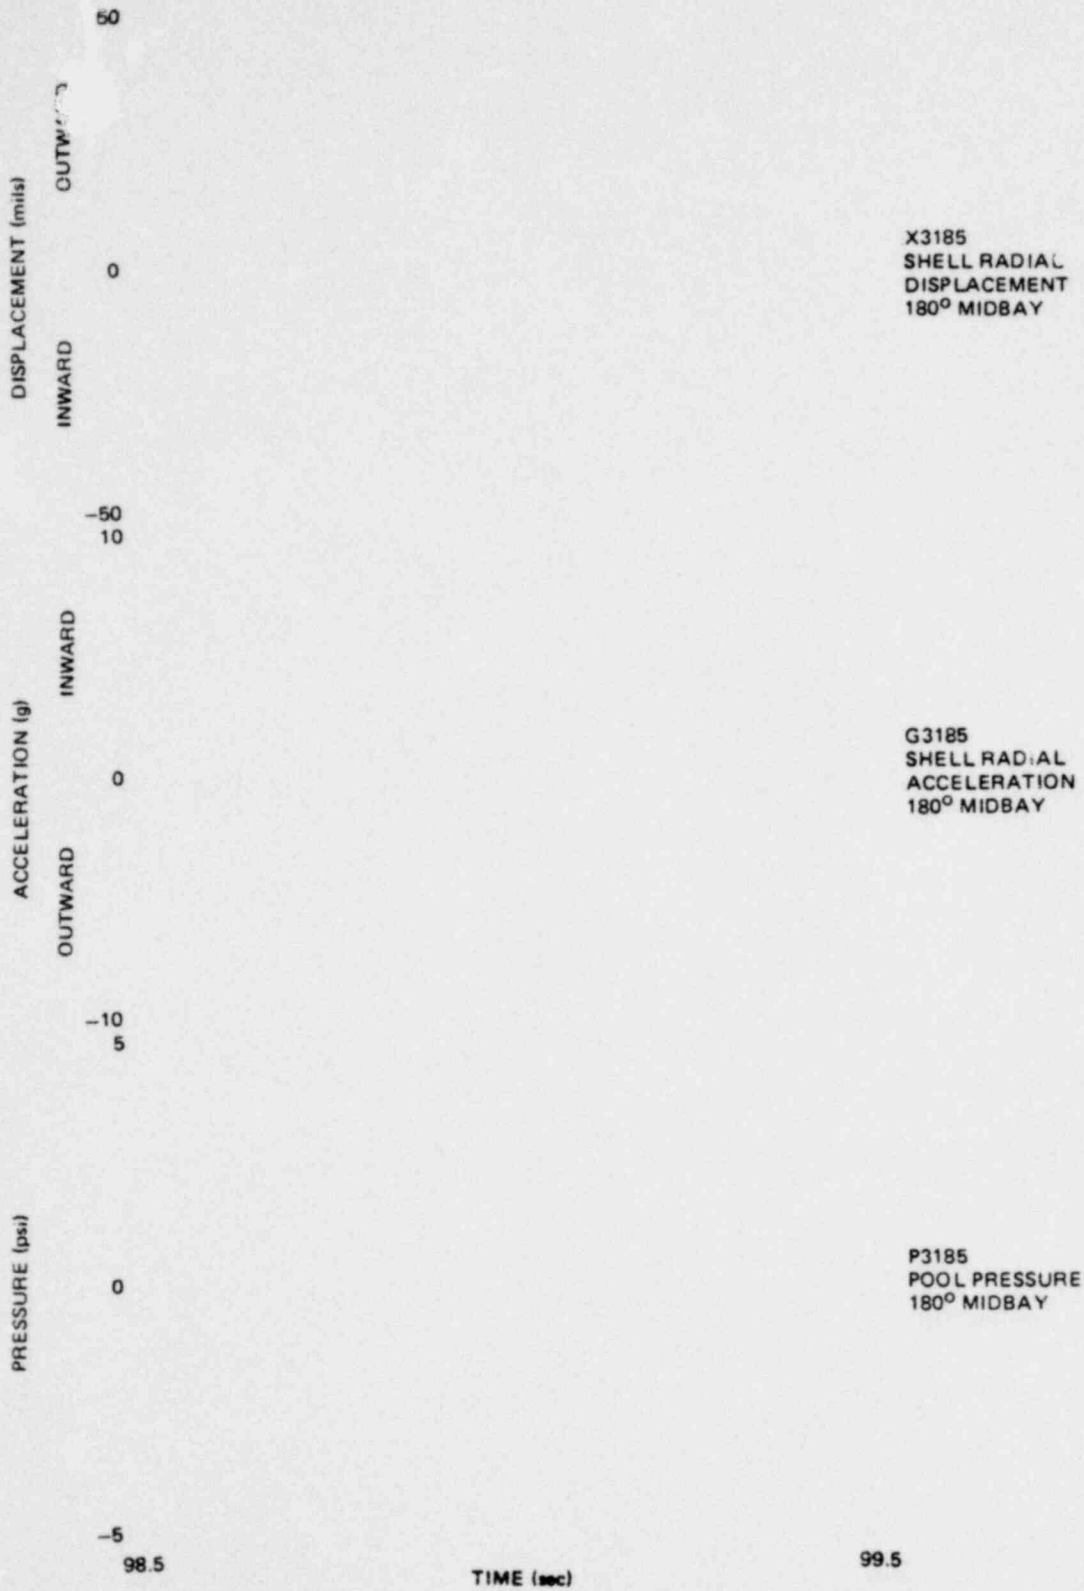 50
DISPLACEMENT (mils)
0
INWARD
X3185
SHELL RADIAL
DISPLACEMENT
180° MIDBAY
-50
10
INWARD
ACCELERATION (g)
0
OUTWARD
G3185
SHELL RADIAL
ACCELERATION
180° MIDBAY
-10
5
PRESSURE (psi)
0
P3185
POOL PRESSURE
180° MIDBAY
-5
98.5
TIME (sec)
99.5